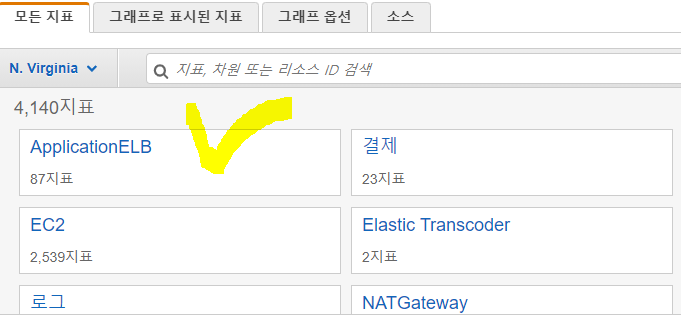 모든 지표 그래프로 표시된 지표 그래프 옵션 소스
N. Virginia 지표, 차원 또는 리소스 ID 검색
4,140지표
ApplicationELB 결제
87지표 23지표
EC2 Elastic Transcoder
2,539지표 2지표
로그 NATGateway